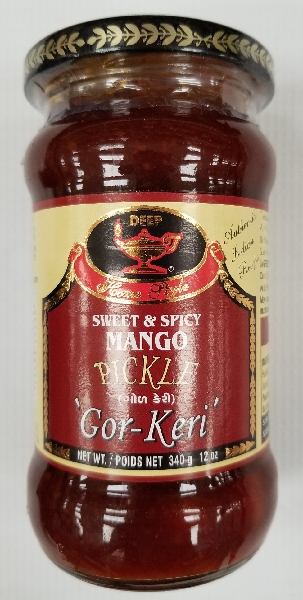 DEEP
®
Home Style
SWEET & SPICY
MANGO
PICKLE
(ગોળ કેરી)
"Gor-Keri"
NET WT. / POIDS NET 340 g 12 oz